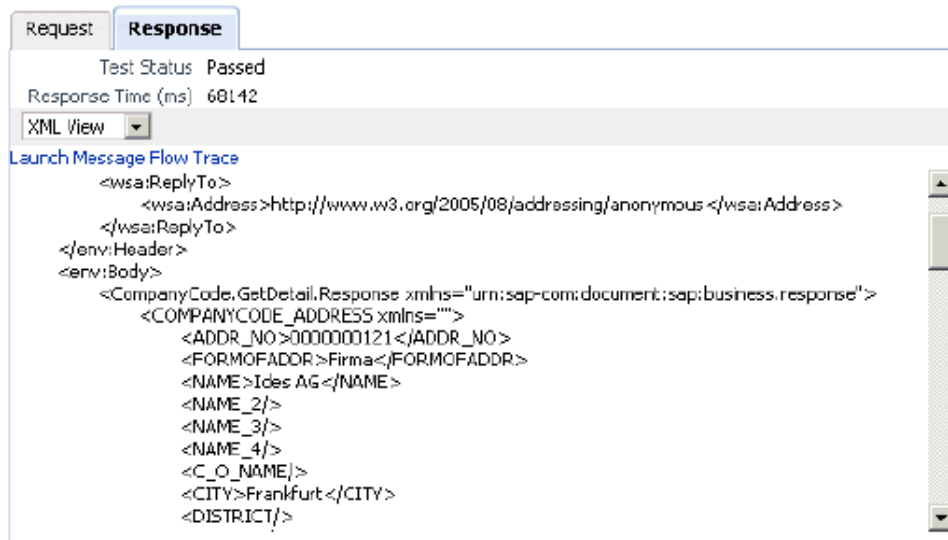 Request Response
Test Status Passed
Response Time (ms) 68142
XML View
Launch Message Flow Trace
<wsa:ReplyTo>
<wsa:Address>http://www.w3.org/2005/08/addressing/anonymous</wsa:Address>
</wsa:ReplyTo>
</env:Header>
<env:Body>
<CompanyCode.GetDetail.Response xmlns="urn:sap-com:document:sap:business.response">
<COMPANYCODE_ADDRESS xmlns="">
<ADDR_NO>0000000121</ADDR_NO>
<FORMOFADDR>Firma</FORMOFADDR>
<NAME>Ides AG</NAME>
<NAME_2/>
<NAME_3/>
<NAME_4/>
<C_O_NAME/>
<CITY>Frankfurt</CITY>
<DISTRICT/>